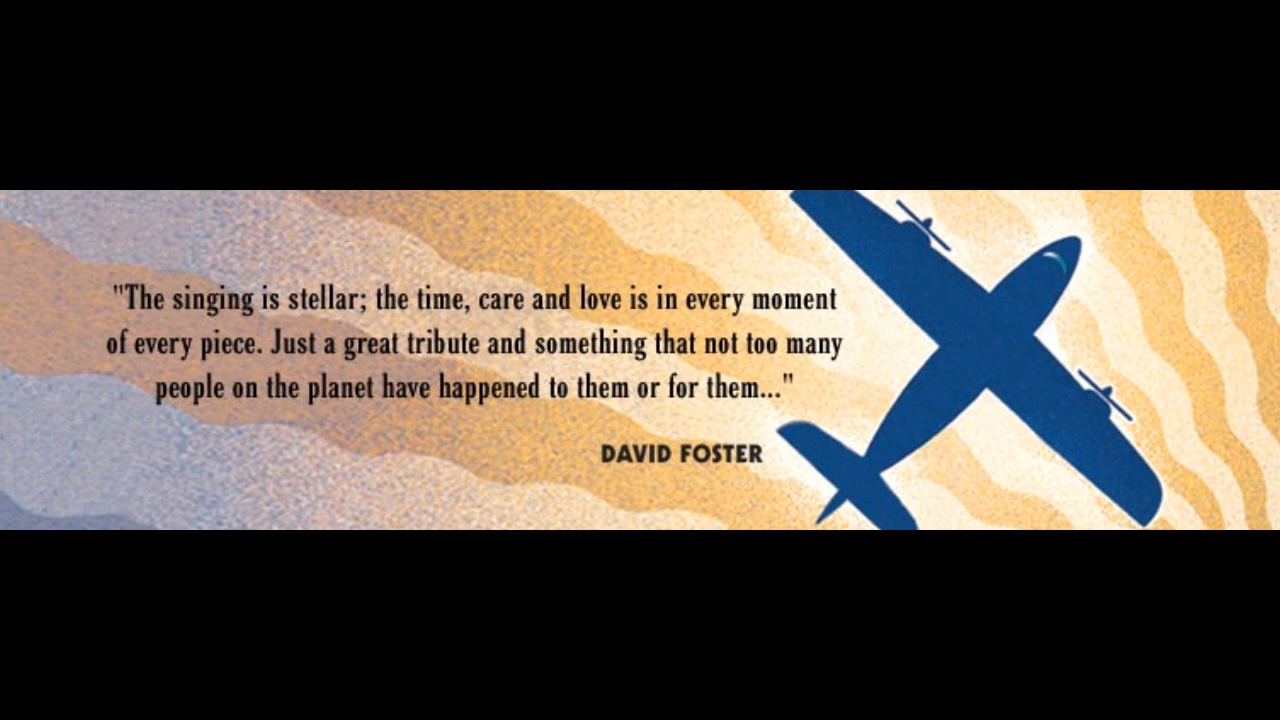 "The singing is stellar; the time, care and love is in every moment
of every piece. Just a great tribute and something that not too many
people on the planet have happened to them or for them..."
DAVID FOSTER